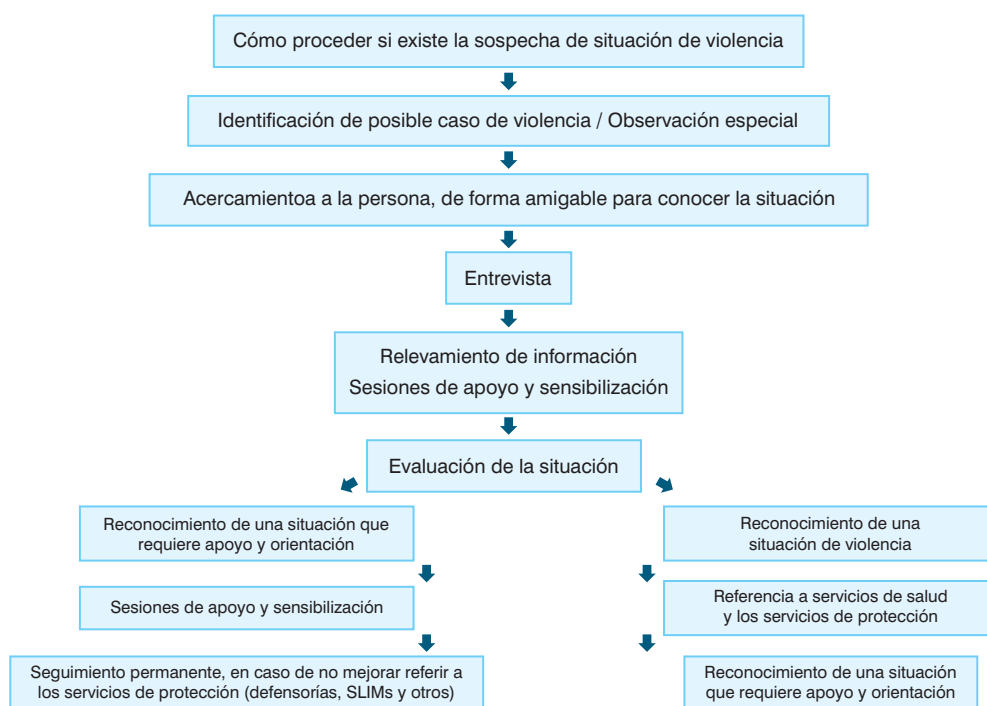 Cómo proceder si existe la sospecha de situación de violencia
Identificación de posible caso de violencia / Observación especial
Acercamientoa a la persona, de forma amigable para conocer la situación
Entrevista
Relevamiento de información
Sesiones de apoyo y sensibilización
Evaluación de la situación
Reconocimiento de una situación que
requiere apoyo y orientación
Sesiones de apoyo y sensibilización
Seguimiento permanente, en caso de no mejorar referir a
los servicios de protección (defensorías, SLIMs y otros)
Reconocimiento de una
situación de violencia
Referencia a servicios de salud
y los servicios de protección
Reconocimiento de una situación
que requiere apoyo y orientación